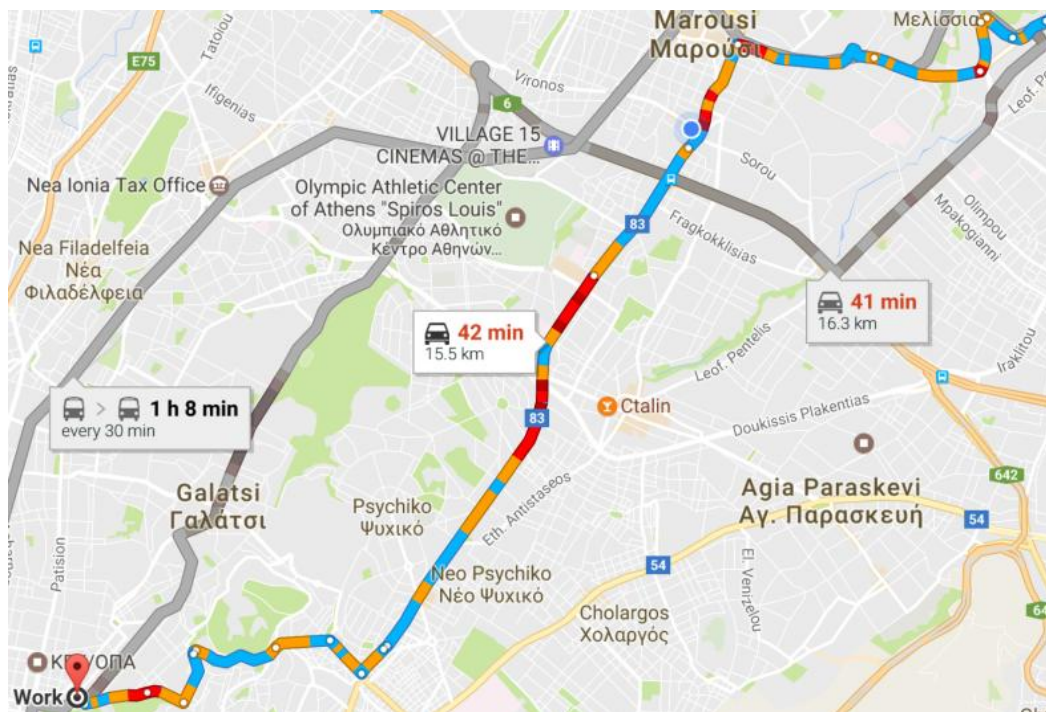 Marousi
Μαρούσι
Μελίσσια
Tatoiou
E75
Vironos
Leof. Pe
Ifigenias
6
VILLAGE 15
CINEMAS @ THE...
Sorou
Nea Ionia Tax Office
Olympic Athletic Center
of Athens "Spiros Louis"
Ολυμπιακό Αθλητικό
Κέντρο Αθηνών...
Olimpou
Mpakogianni
83
Fragkokklisias
Nea Filadelfeia
Νέα
Φιλαδέλφεια
41 min
16.3 km
42 min
15.5 km
Leof. Pentelis
Iraklitou
1 h 8 min
every 30 min
Ctalin
Doukissis Plakentias
83
642
Galatsi
Γαλάτσι
Agia Paraskevi
Αγ. Παρασκευή
Psychiko
Ψυχικό
Eth. Antistaseos
54
Patision
54
Neo Psychiko
Νέο Ψυχικό
El. Venizelou
Cholargos
Χολαργός
64
Work